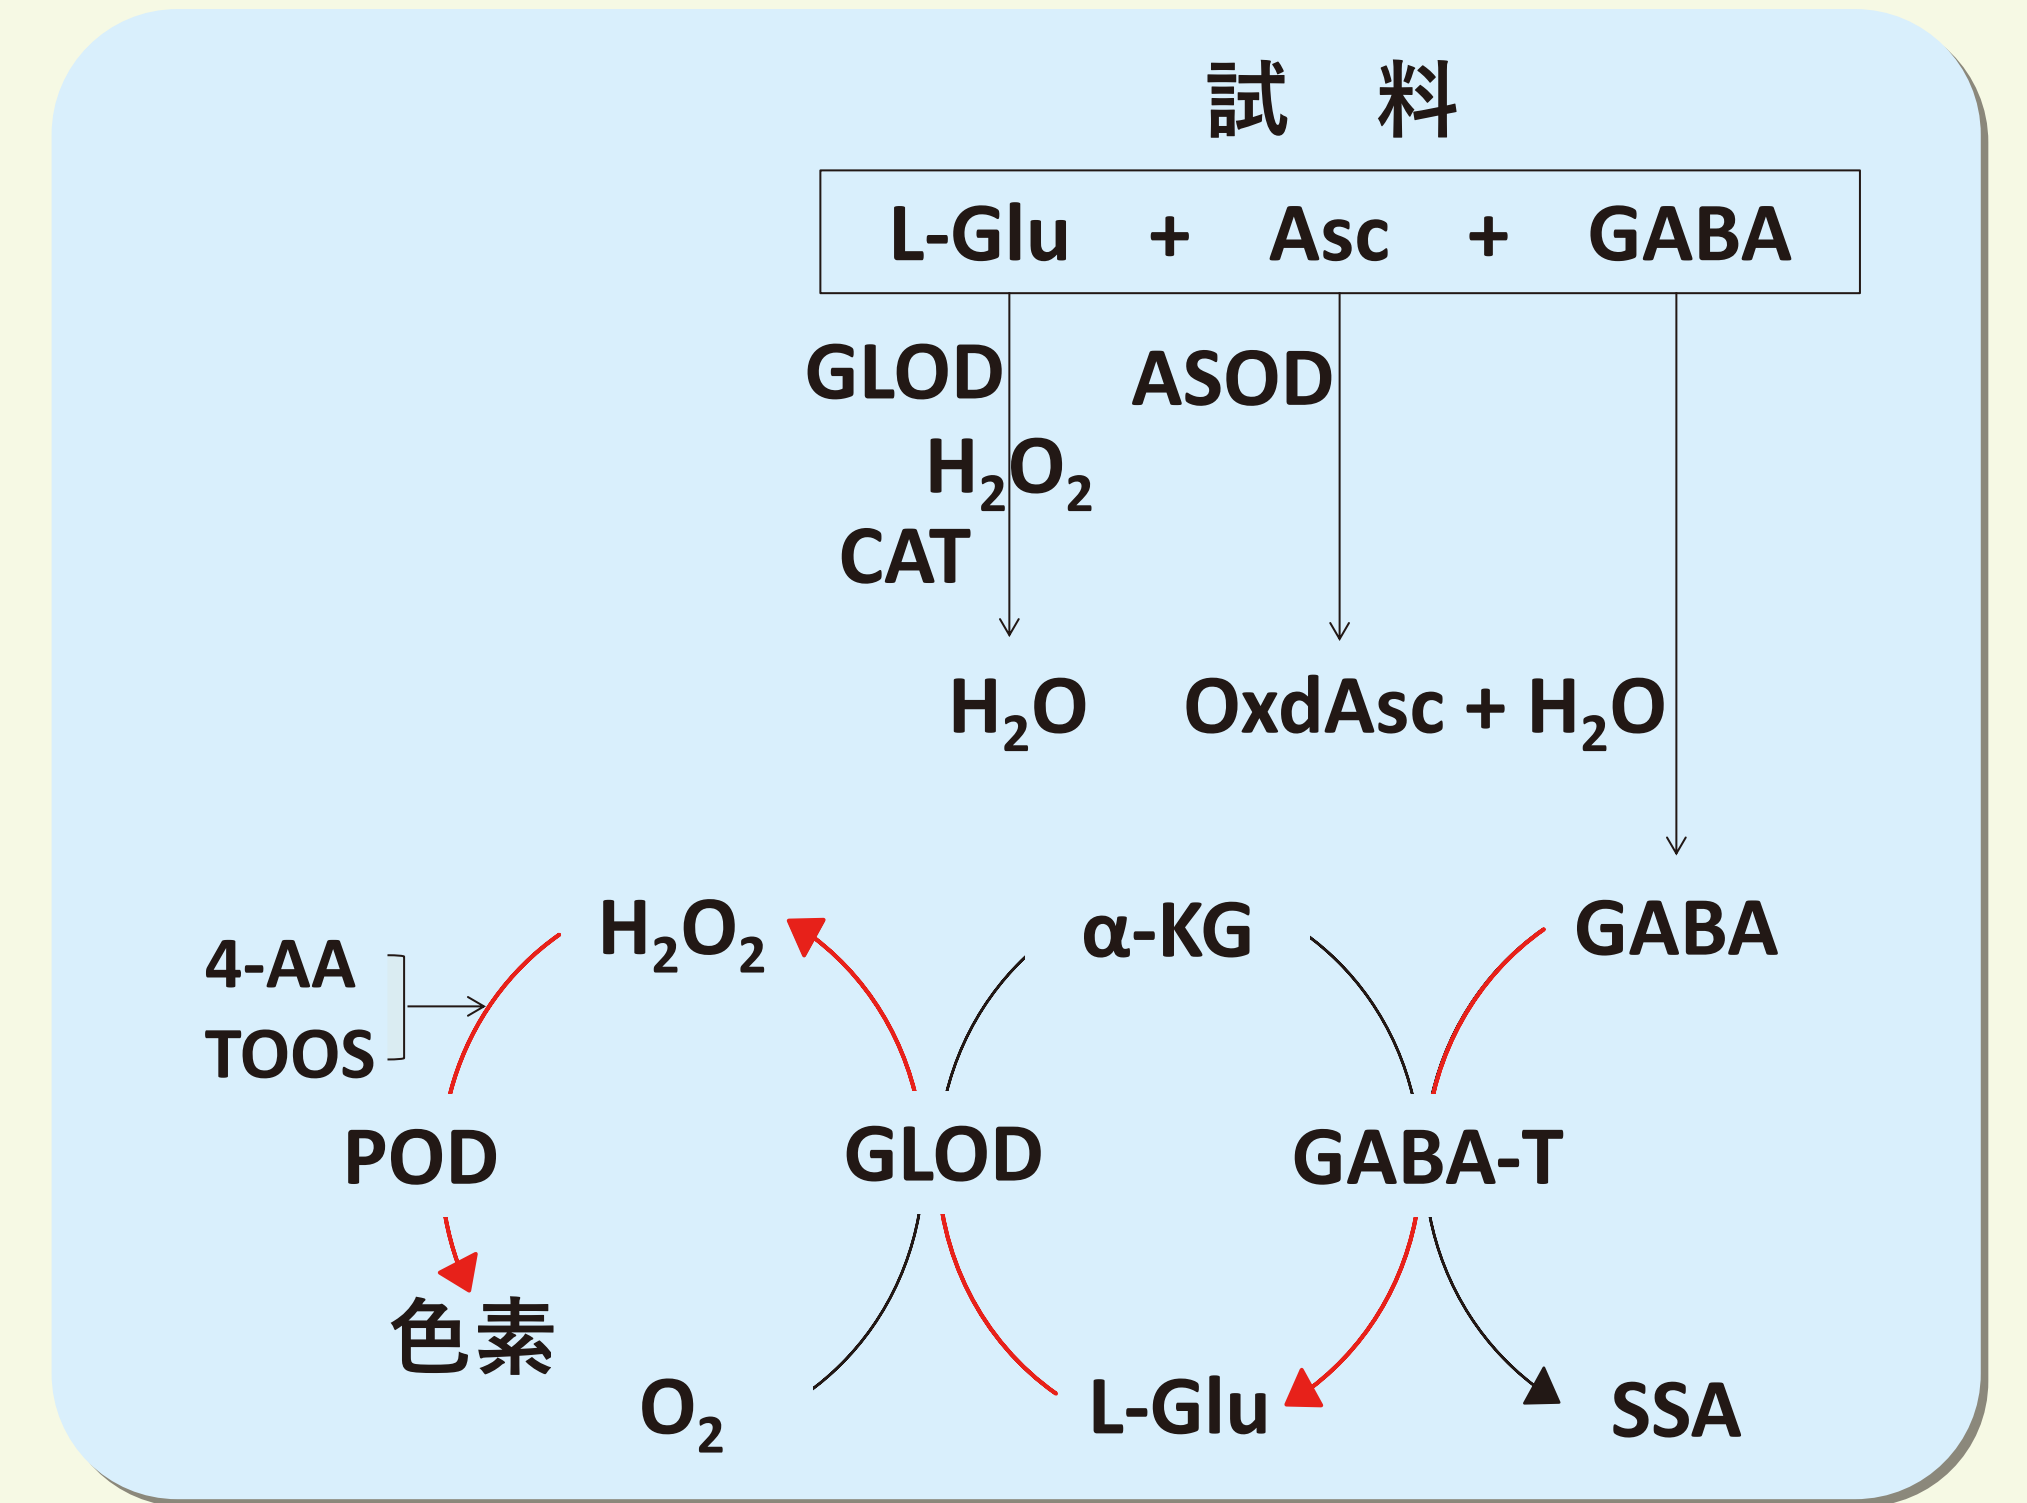 試 料
L-Glu + Asc + GABA
GLOD ASOD
H₂O₂
CAT
H₂O OxdAsc + H₂O
H₂O₂ α-KG GABA
4-AA
TOOS
POD GLOD GABA-T
色素
O₂ L-Glu SSA